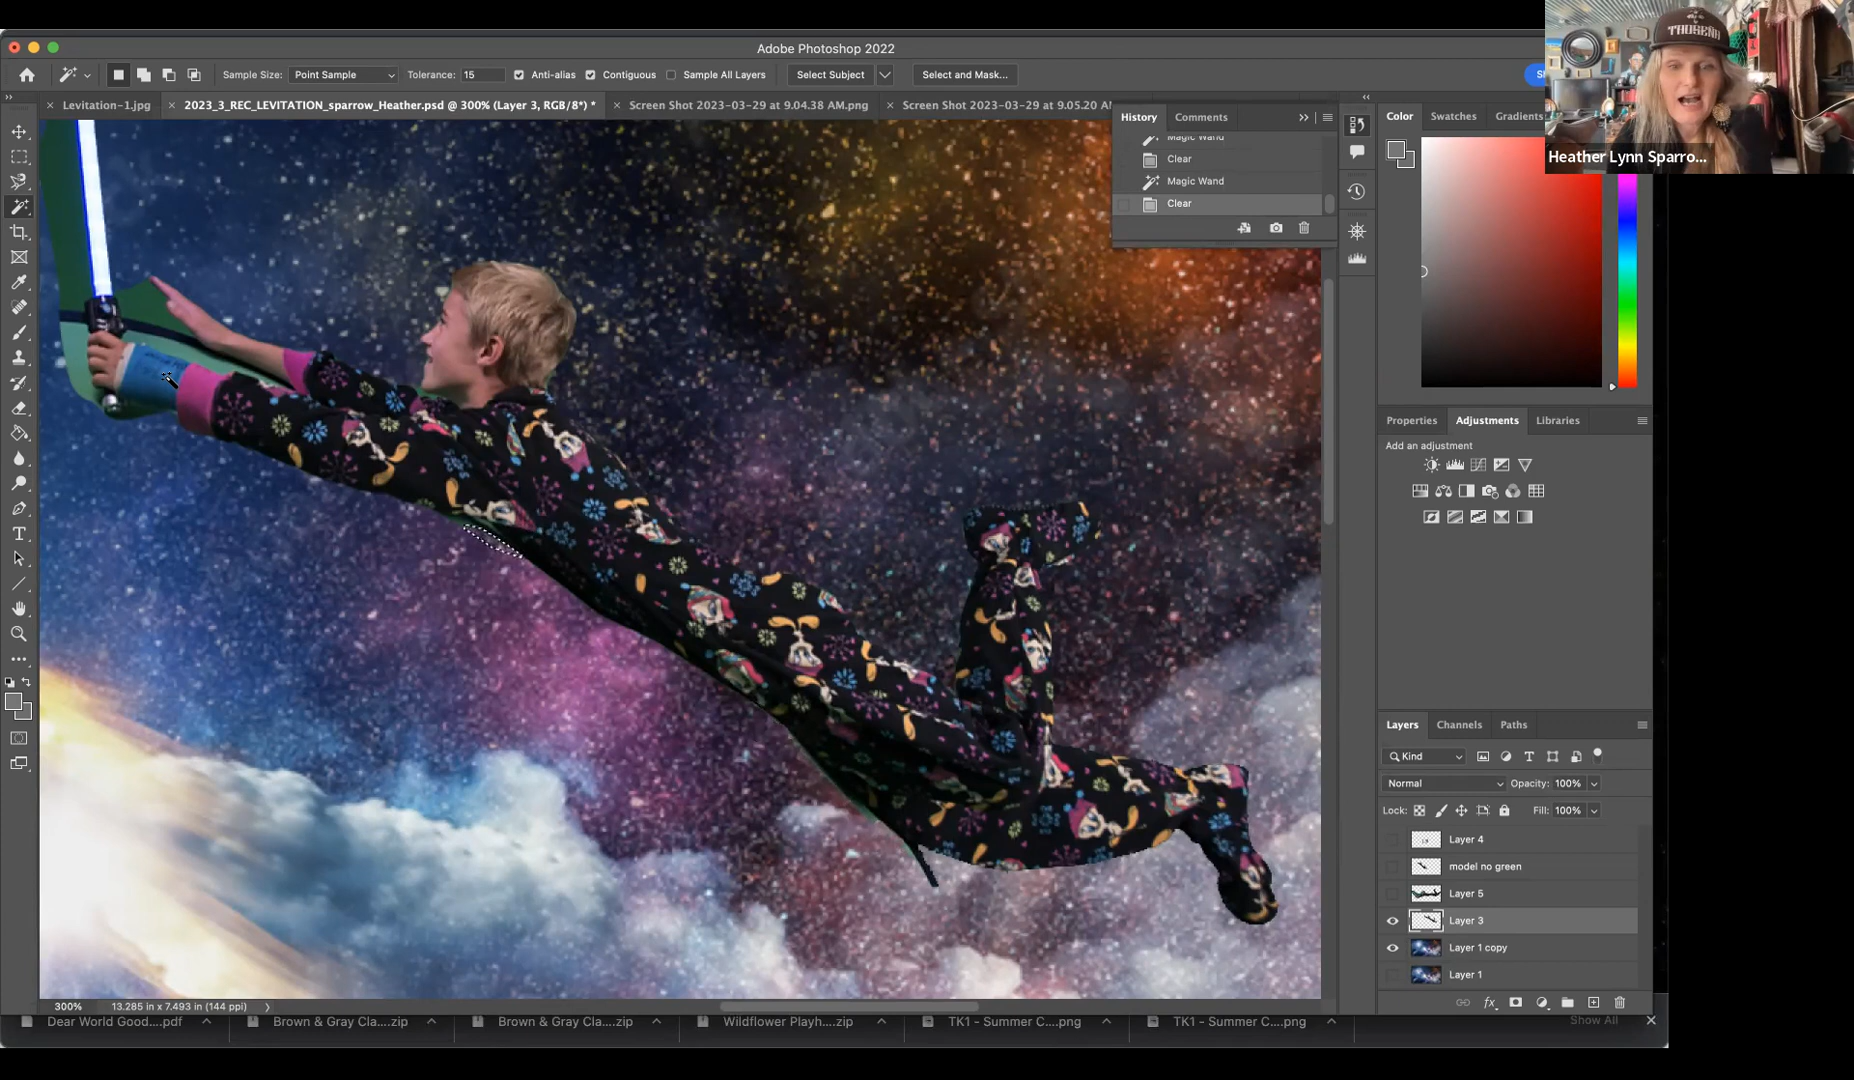 Adobe Photoshop 2022
Sample Size: Point Sample Tolerance: 15 Anti-alias Contiguous Sample All Layers Select Subject Select and Mask...
Levitation-1.jpg
2023_3_REC_LEVITATION_sparrow_Heather.psd @ 300% (Layer 3, RGB/8*) *
Screen Shot 2023-03-29 at 9.04.38 AM.png
Screen Shot 2023-03-29 at 9.05.20 AM
History Comments
Magic Wand
Clear
Magic Wand
Clear
Color Swatches Gradients
Heather Lynn Sparro...
Properties Adjustments Libraries
Add an adjustment
Layers Channels Paths
Kind
Normal Opacity: 100%
Lock: Fill: 100%
Layer 4
model no green
Layer 5
Layer 3
Layer 1 copy
Layer 1
fx
300% 13.285 in x 7.493 in (144 ppi)
Dear World Good....pdf
Brown & Gray Cla....zip
Brown & Gray Cla....zip
Wildflower Playh....zip
TK1 - Summer C....png
TK1 - Summer C....png
Show All